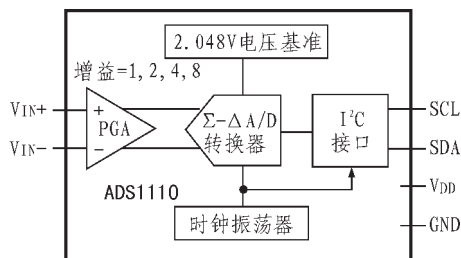 2.048V电压基准
增益=1, 2, 4, 8
VIN+
+
PGA
VIN-
−
Σ-Δ A/D
转换器
I²C
接口
SCL
SDA
VDD
GND
ADS1110
时钟振荡器